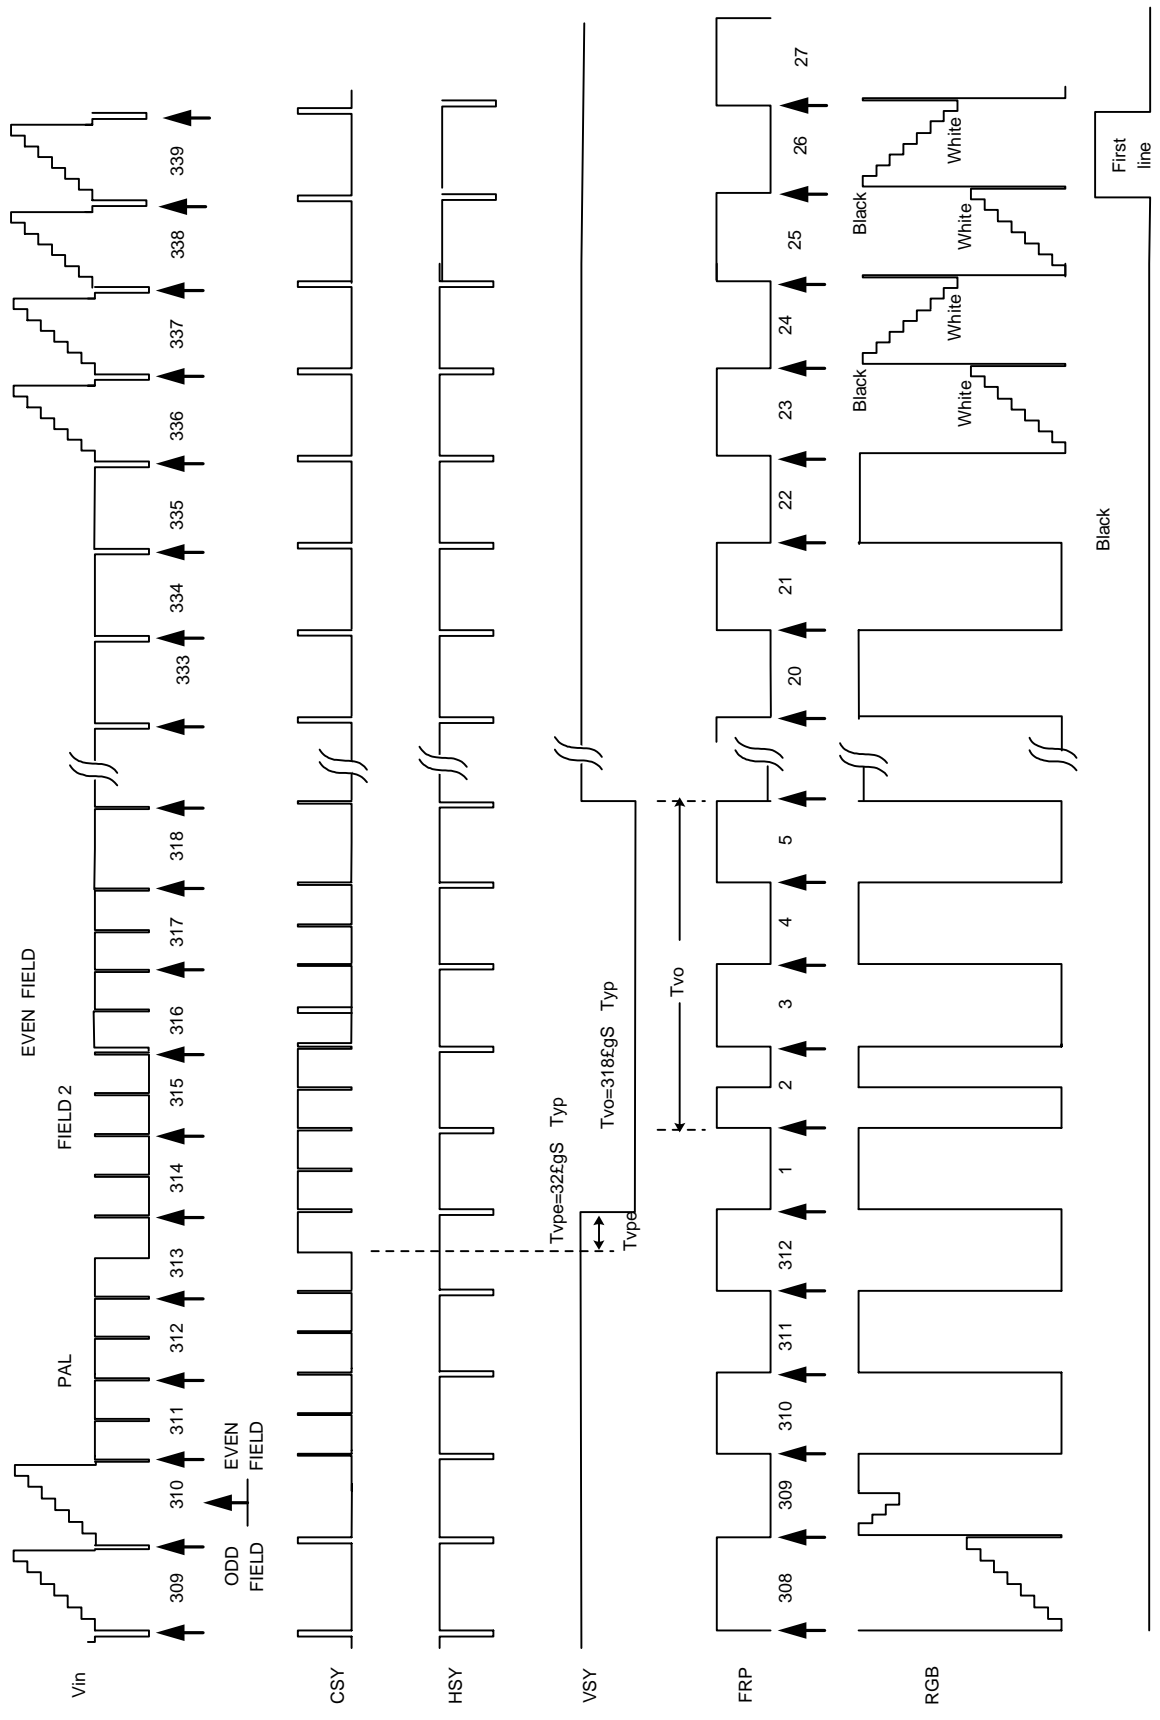 EVEN FIELD
PAL
FIELD 2
Vin
309 310 311 312 313 314 315 316 317 318 333 334 335 336 337 338 339
ODD
FIELD
EVEN
FIELD
CSY
HSY
Tvpe=32£gS Typ
VSY
Tvo=318£gS Typ
Tvpe
Tvo
FRP
308 309 310 311 312 1 2 3 4 5 20 21 22 23 24 25 26 27
RGB
Black
Black
White
White
White
White
Black
First
line